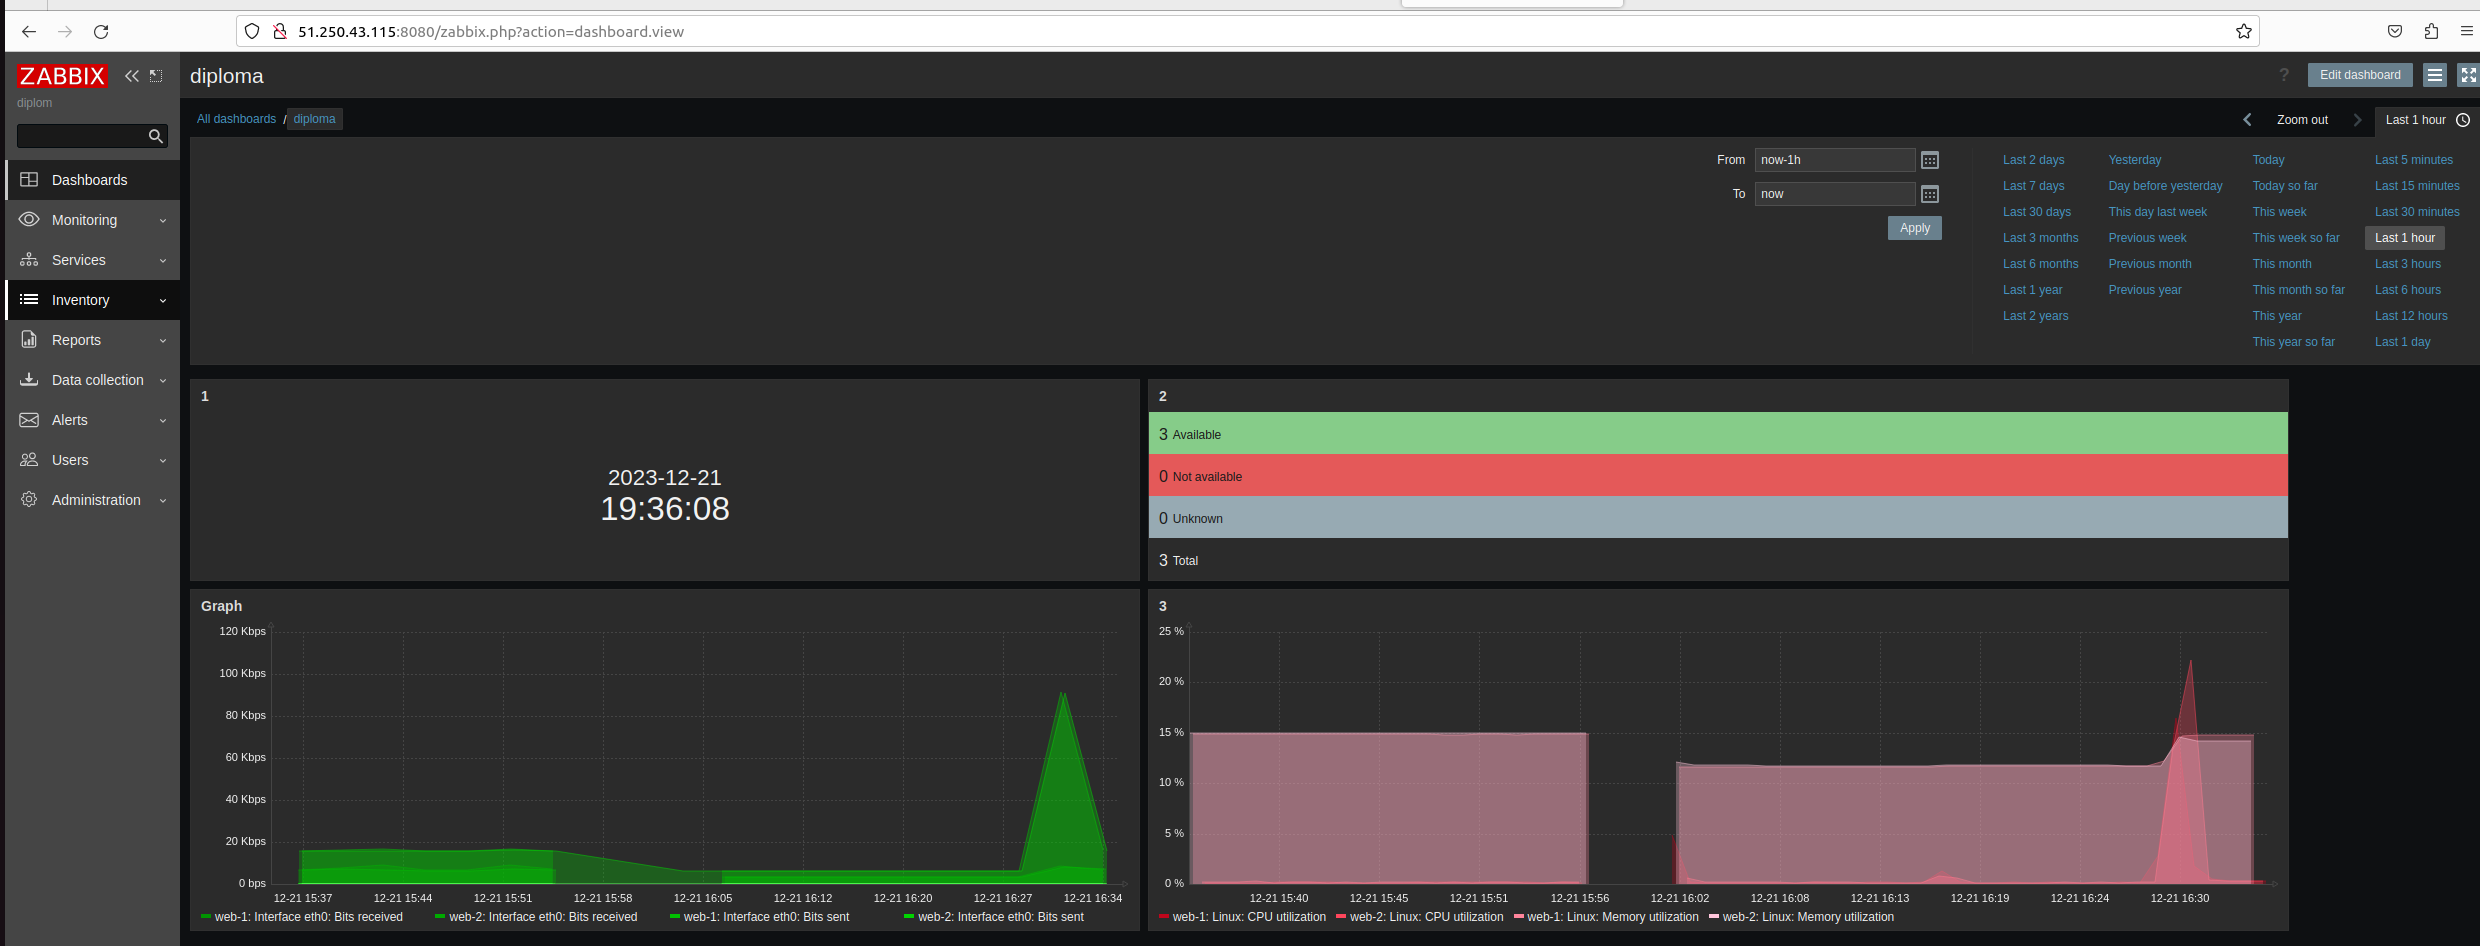 51.250.43.115:8080/zabbix.php?action=dashboard.view
ZABBIX
diplom
Dashboards
Monitoring
Services
Inventory
Reports
Data collection
Alerts
Users
Administration
diploma
? Edit dashboard
All dashboards / diploma
Zoom out Last 1 hour
From now-1h
To now
Apply
Last 2 days Yesterday Today Last 5 minutes
Last 7 days Day before yesterday Today so far Last 15 minutes
Last 30 days This day last week This week Last 30 minutes
Last 3 months Previous week This week so far Last 1 hour
Last 6 months Previous month This month Last 3 hours
Last 1 year Previous year This month so far Last 6 hours
Last 2 years This year Last 12 hours
This year so far Last 1 day
1
2023-12-21
19:36:08
2
3 Available
0 Not available
0 Unknown
3 Total
Graph
120 Kbps
100 Kbps
80 Kbps
60 Kbps
40 Kbps
20 Kbps
0 bps
12-21 15:37 12-21 15:44 12-21 15:51 12-21 15:58 12-21 16:05 12-21 16:12 12-21 16:20 12-21 16:27 12-21 16:34
web-1: Interface eth0: Bits received web-2: Interface eth0: Bits received web-1: Interface eth0: Bits sent web-2: Interface eth0: Bits sent
3
25 %
20 %
15 %
10 %
5 %
0 %
12-21 15:40 12-21 15:45 12-21 15:51 12-21 15:56 12-21 16:02 12-21 16:08 12-21 16:13 12-21 16:19 12-21 16:24 12-21 16:30
web-1: Linux: CPU utilization web-2: Linux: CPU utilization web-1: Linux: Memory utilization web-2: Linux: Memory utilization